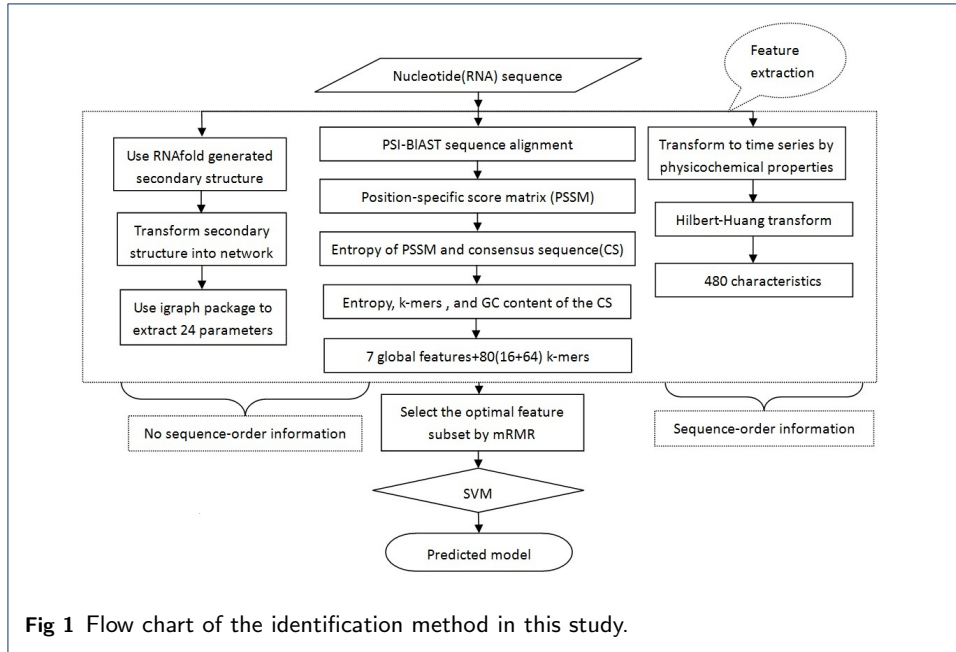 Feature
extraction
Nucleotide(RNA) sequence
Use RNAfold generated
secondary structure
Transform secondary
structure into network
Use igraph package to
extract 24 parameters
PSI-BlAST sequence alignment
Position-specific score matrix (PSSM)
Entropy of PSSM and consensus sequence(CS)
Entropy, k-mers , and GC content of the CS
7 global features+80(16+64) k-mers
Transform to time series by
physicochemical properties
Hilbert-Huang transform
480 characteristics
No sequence-order information
Select the optimal feature
subset by mRMR
Sequence-order information
SVM
Predicted model
Fig 1 Flow chart of the identification method in this study.